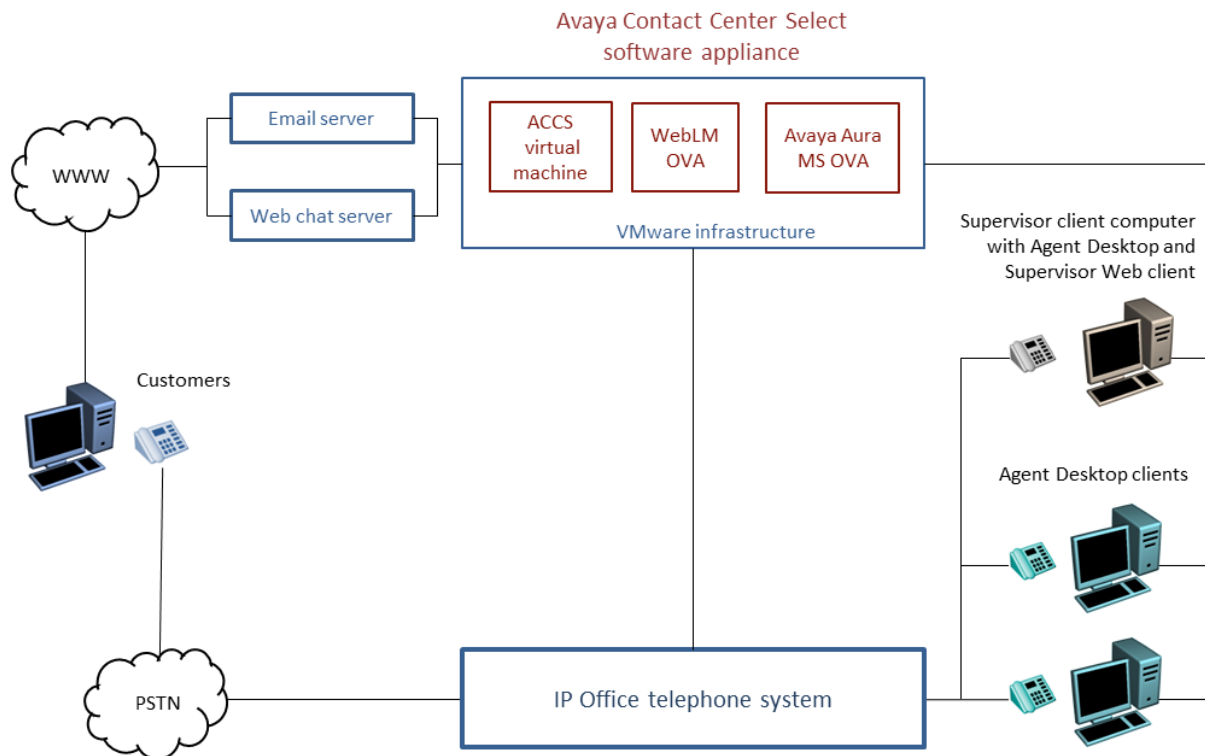 Avaya Contact Center Select
software appliance
Email server
ACCS
virtual
machine
WebLM
OVA
Avaya Aura
MS OVA
WWW
Web chat server
VMware infrastructure
Supervisor client computer
with Agent Desktop and
Supervisor Web client
Customers
Agent Desktop clients
PSTN
IP Office telephone system